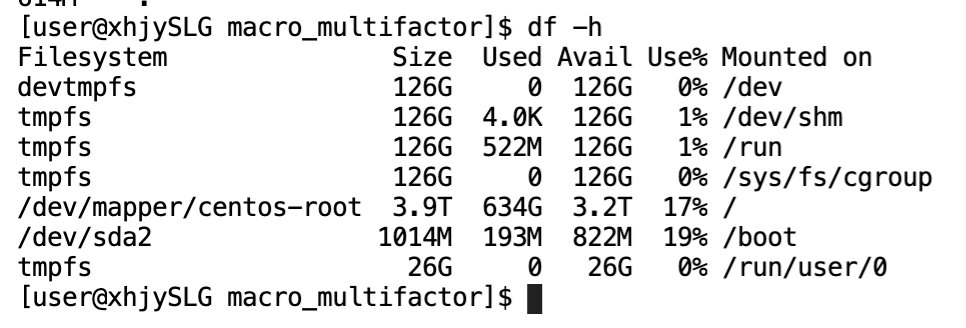 [user@xhjySLG macro_multifactor]$ df -h
Filesystem               Size  Used Avail Use% Mounted on
devtmpfs                 126G     0  126G   0% /dev
tmpfs                    126G  4.0K  126G   1% /dev/shm
tmpfs                    126G  522M  126G   1% /run
tmpfs                    126G     0  126G   0% /sys/fs/cgroup
/dev/mapper/centos-root  3.9T  634G  3.2T  17% /
/dev/sda2               1014M  193M  822M  19% /boot
tmpfs                     26G     0   26G   0% /run/user/0
[user@xhjySLG macro_multifactor]$